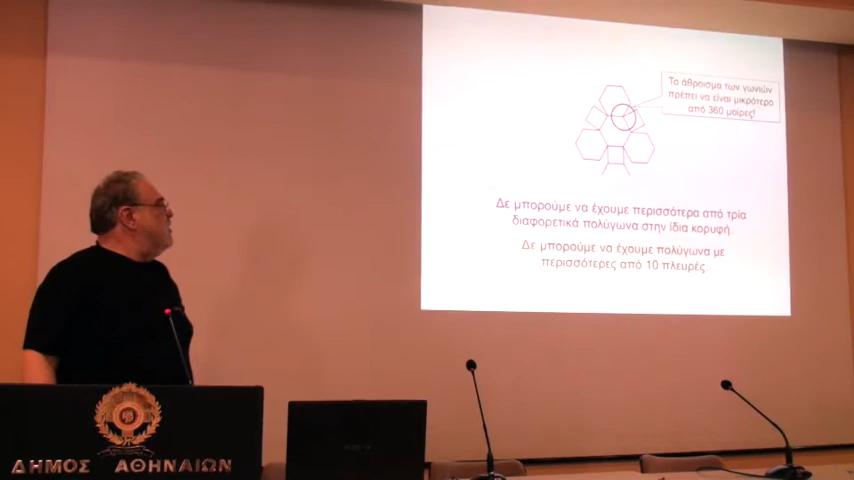 Το άθροισμα των γωνιών
πρέπει να είναι μικρότερο
από 360 μοίρες!
Δε μπορούμε να έχουμε περισσότερα από τρία
διαφορετικά πολύγωνα στην ίδια κορυφή.
Δε μπορούμε να έχουμε πολύγωνα με
περισσότερες από 10 πλευρές.
ΔΗΜΟΣ ΑΘΗΝΑΙΩΝ